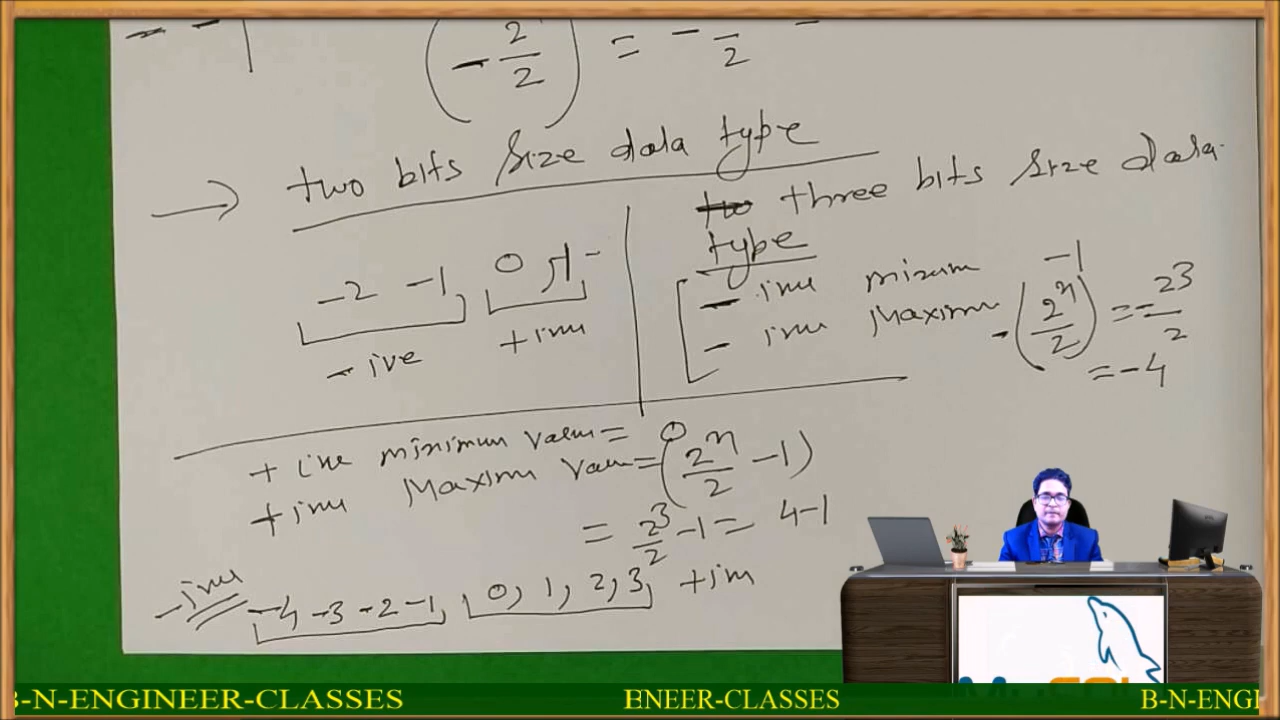 (- 2/2) = - /2
→ two bits size data type
-2 -1 0, +1
-ive +ive
three bits size data
type
- ive minimum -1
- ive Maximum - (2^n/2) = - 2^3/2
= -4
+ ive minimum value = 0
+ ive Maximum value = (2^n/2 - 1)
= 2^3/2 - 1 = 4-1
-ive -4 -3 -2 -1, 0, 1, 2, 3, +ive
B-N-ENGINEER-CLASSES ENEER-CLASSES B-N-ENGI